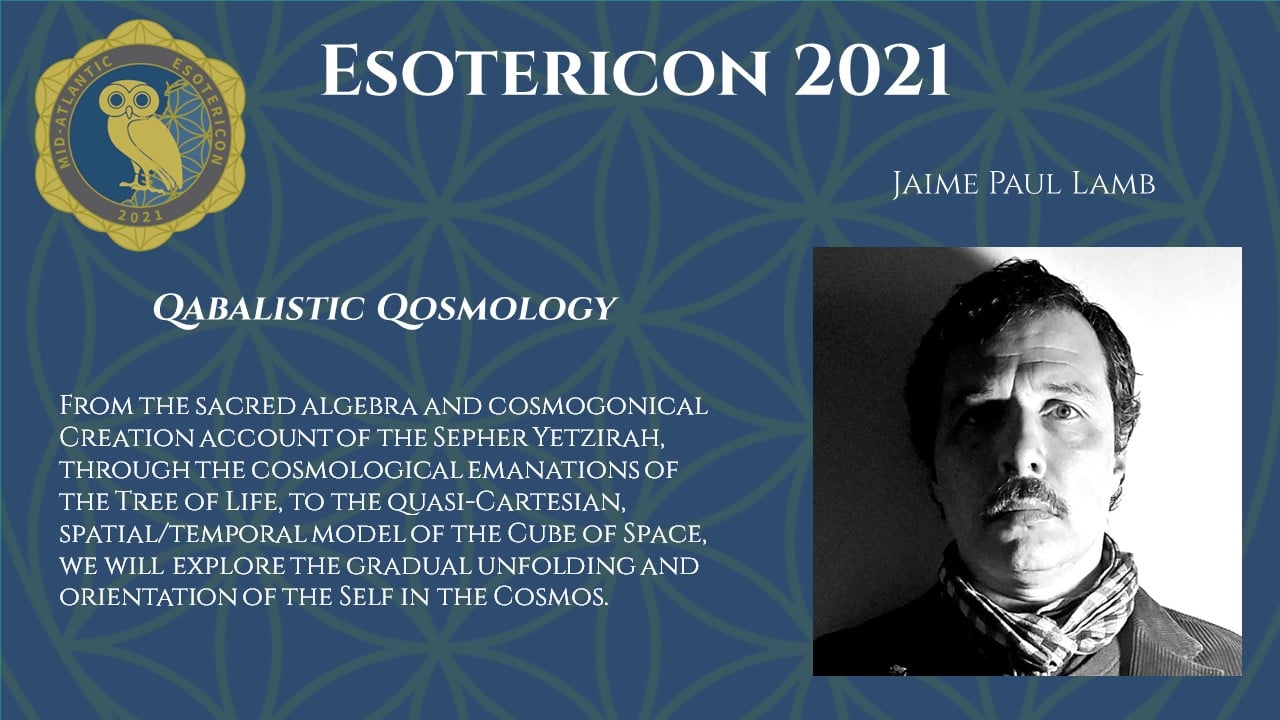 MID-ATLANTIC ESOTERICON
2021
Esotericon 2021
Jaime Paul Lamb
Qabalistic Qosmology
From the sacred algebra and cosmogonical
Creation account of the Sepher Yetzirah,
through the cosmological emanations of
the Tree of Life, to the quasi-Cartesian,
spatial/temporal model of the Cube of Space,
we will explore the gradual unfolding and
orientation of the Self in the Cosmos.